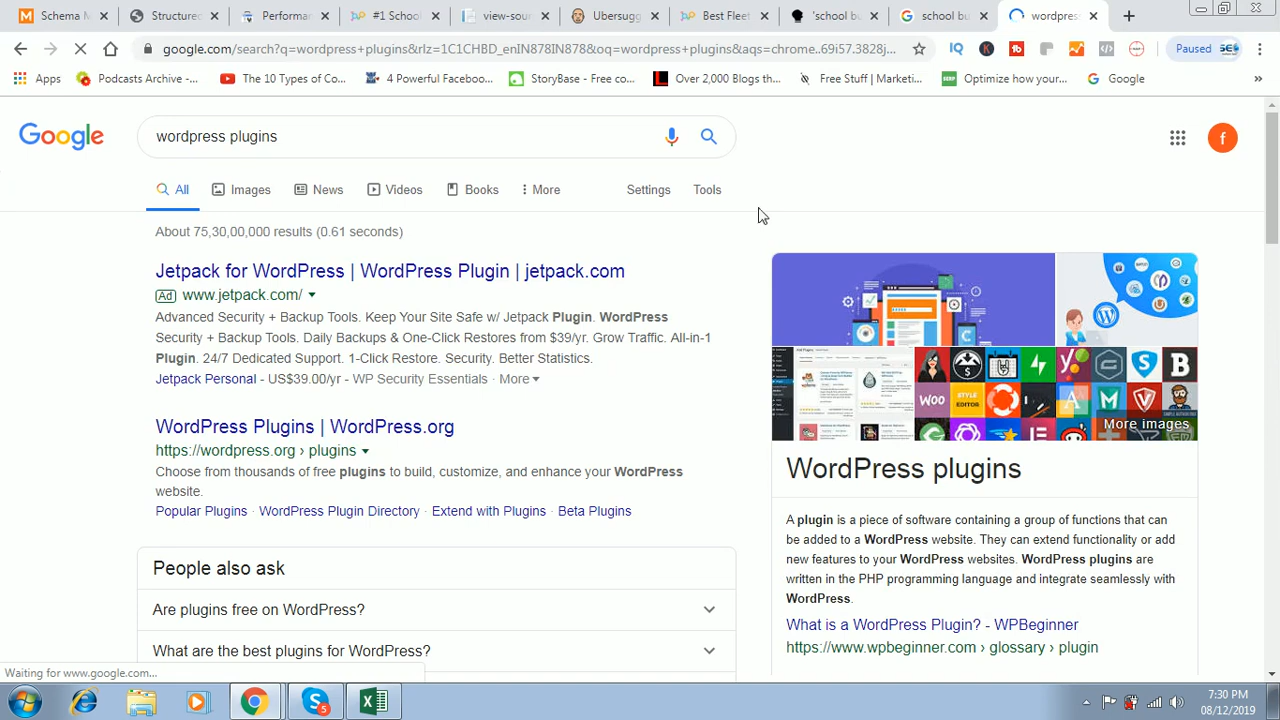 Schema M
Structured
Performa
#1 School
view-sou
Ubersugg
Best Fleet
'school bu
school bu
wordpress
google.com/search?q=wordpress+plugins&rlz=1C1CHBD_enIN878IN878&oq=wordpress+plugins&aqs=chrome..69i57.3828j...
Paused
Apps
Podcasts Archive -...
The 10 Types of Co...
4 Powerful Facebook...
StoryBase - Free co...
Over 2,000 Blogs th...
Free Stuff | Marketi...
Optimize how your...
Google
»
Google
wordpress plugins
f
All
Images
News
Videos
Books
More
Settings
Tools
About 75,30,00,000 results (0.61 seconds)
Jetpack for WordPress | WordPress Plugin | jetpack.com
Ad www.jetpack.com/
Advanced Site & Backup Tools. Keep Your Site Safe w/ Jetpack Plugin. WordPress
Security - Backup Tools. Daily Backups & One-Click Restores from $39/yr. Grow Traffic. All-in-1
Plugin. 24/7 Dedicated Support. 1-Click Restore. Security. Better Statistics.
Jetpack Personal
WP Security Essentials · More
WordPress Plugins | WordPress.org
https://wordpress.org › plugins
Choose from thousands of free plugins to build, customize, and enhance your WordPress
website.
Popular Plugins · WordPress Plugin Directory · Extend with Plugins · Beta Plugins
People also ask
Are plugins free on WordPress?
What are the best plugins for WordPress?
WOO
STYLE
EDITOR
More images
WordPress plugins
A plugin is a piece of software containing a group of functions that can
be added to a WordPress website. They can extend functionality or add
new features to your WordPress websites. WordPress plugins are
written in the PHP programming language and integrate seamlessly with
WordPress.
What is a WordPress Plugin? - WPBeginner
https://www.wpbeginner.com › glossary › plugin
Waiting for www.google.com...
7:30 PM
08/12/2019